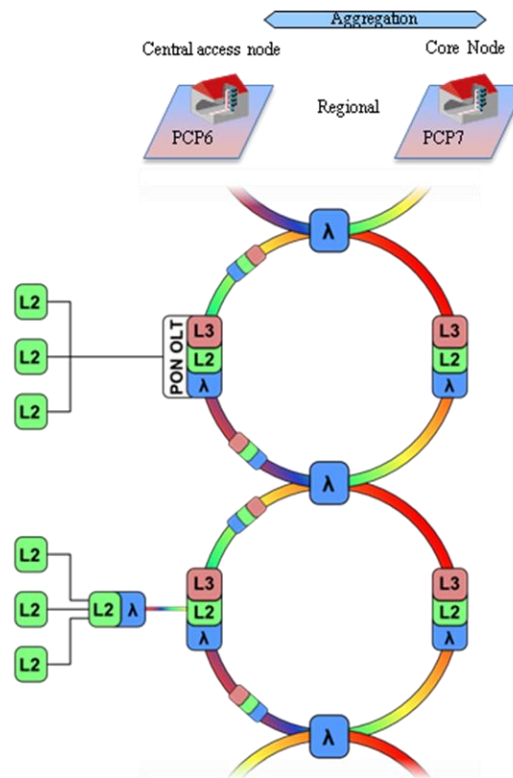 Aggregation
Central access node
Core Node
Regional
PCP6
PCP7
λ
L2
L3
L3
PON OLT
L2
L2
L2
λ
λ
L2
λ
L2
L3
L3
L2
L2
λ
L2
L2
λ
λ
L2
λ